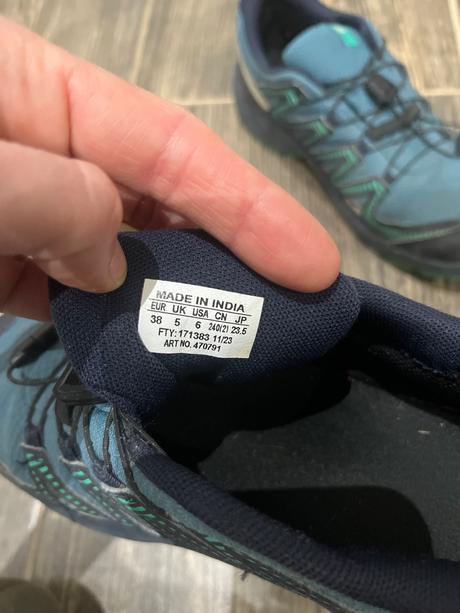 MADE IN INDIA
EUR UK USA CN JP
38 5 6 240(2) 23.5
FTY: 171383 11/23
ART NO. 470791